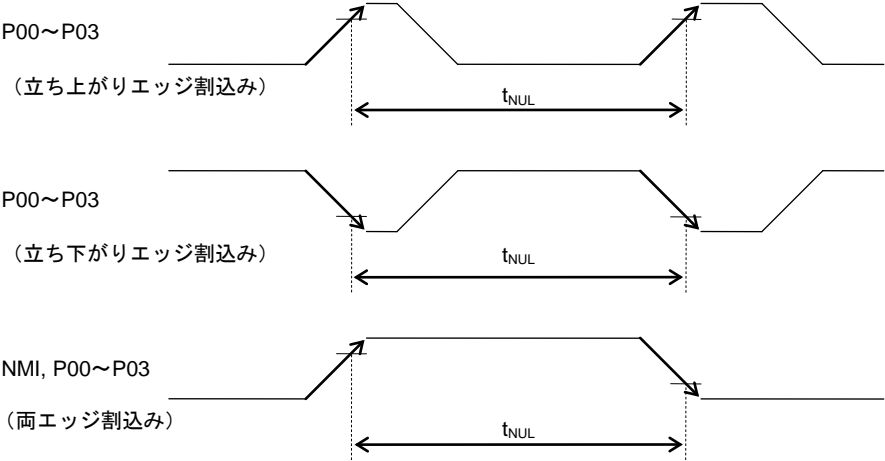 P00～P03
（立ち上がりエッジ割込み）
tNUL
P00～P03
（立ち下がりエッジ割込み）
tNUL
NMI, P00～P03
（両エッジ割込み）
tNUL